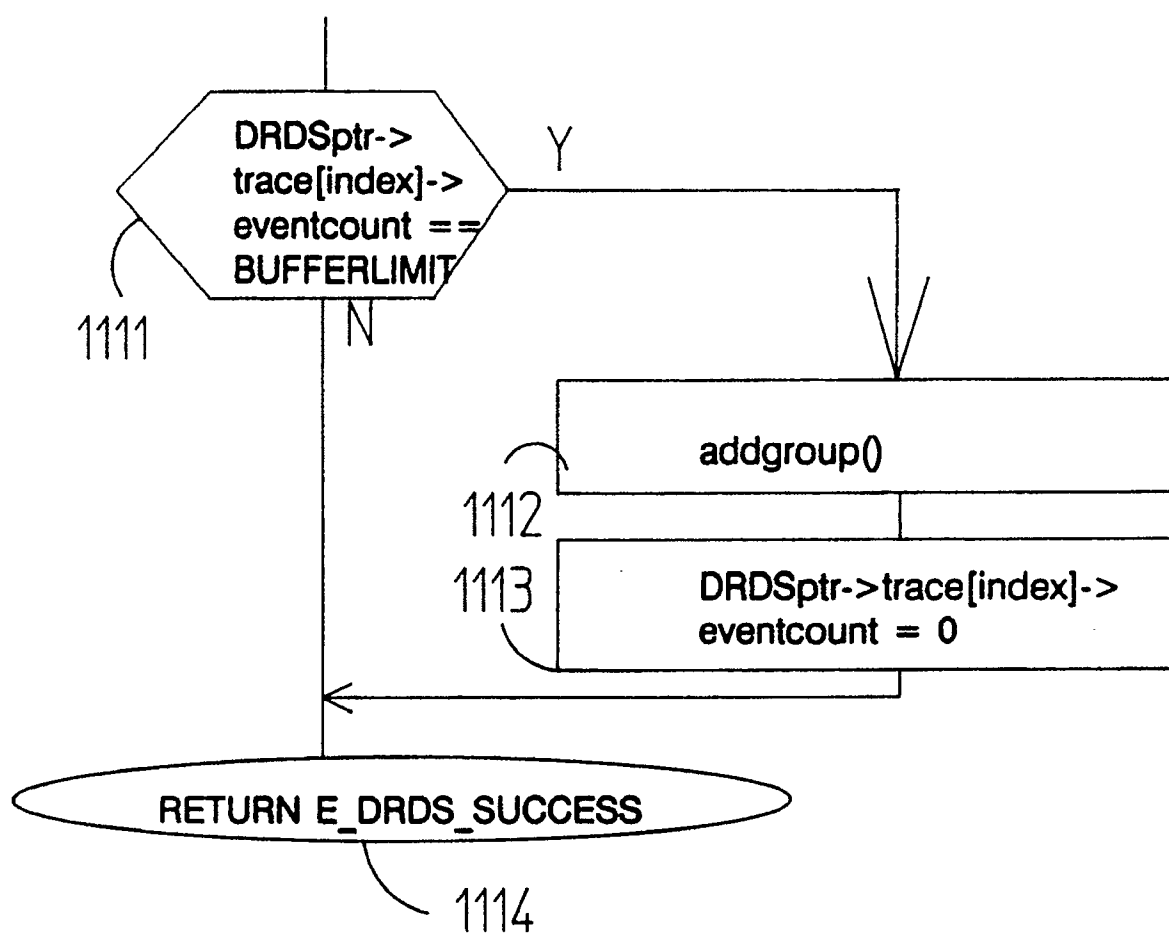 DRDSptr->
trace[index]->
eventcount ==
BUFFERLIMIT
Y
N
1111
addgroup()
1112
1113
DRDSptr->trace[index]->
eventcount = 0
RETURN E_DRDS_SUCCESS
1114